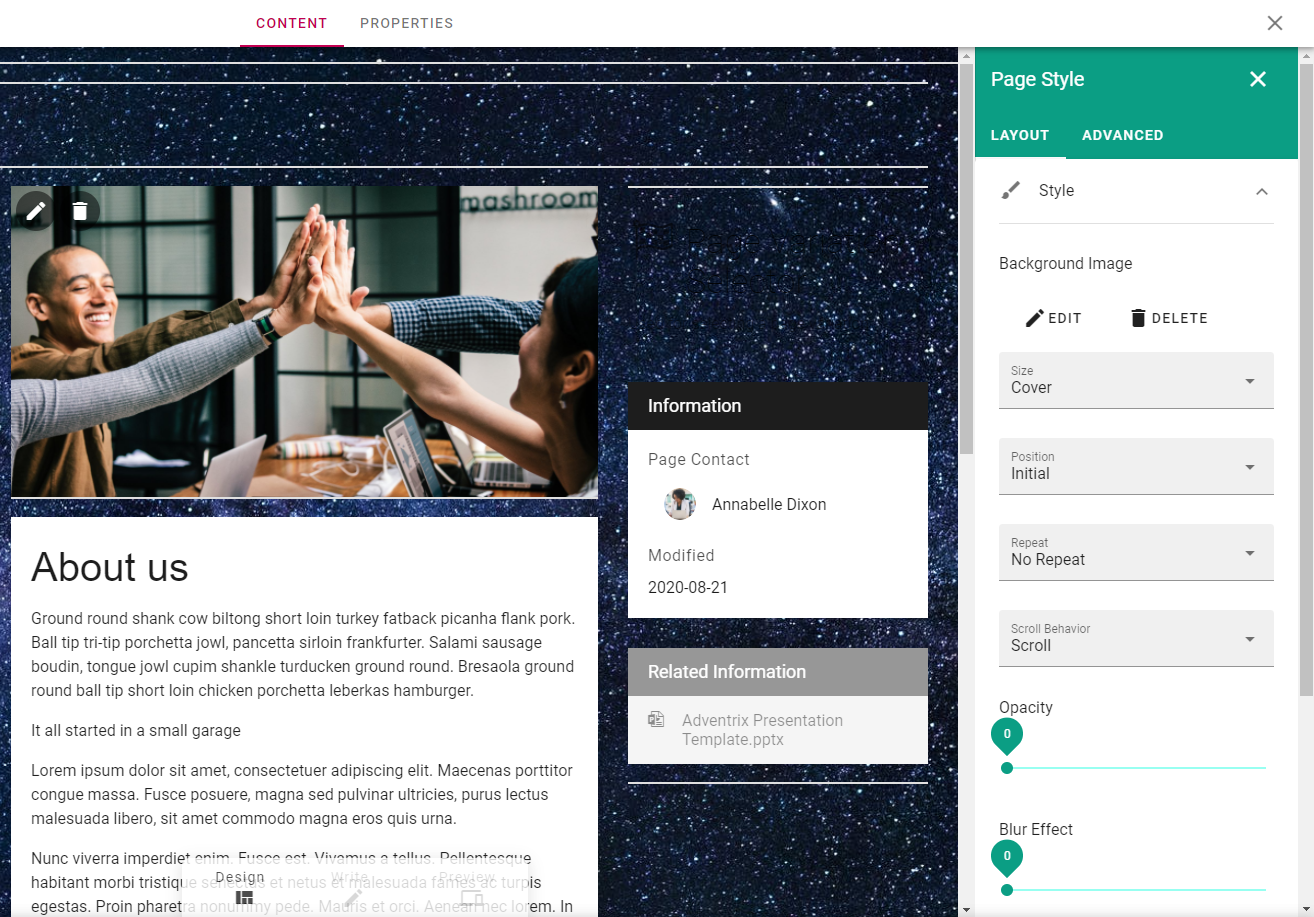 CONTENT
PROPERTIES
mashroom
About us
Ground round shank cow biltong short loin turkey fatback picanha flank pork.
Ball tip tri-tip porchetta jowl, pancetta sirloin frankfurter. Salami sausage
boudin, tongue jowl cupim shankle turducken ground round. Bresaola ground
round ball tip short loin chicken porchetta leberkas hamburger.
It all started in a small garage
Lorem ipsum dolor sit amet, consectetuer adipiscing elit. Maecenas porttitor
congue massa. Fusce posuere, magna sed pulvinar ultricies, purus lectus
malesuada libero, sit amet commodo magna eros quis urna.
Nunc viverra imperdiet enim. Fusce est. Vivamus a tellus. Pellentesque
habitant morbi tristique senectus et netus et malesuada fames ac turpis
egestas. Proin pharetra nonummy pede. Mauris et orci. Aenean nec lorem. In
Design
Write
Preview
Information
Page Contact
Annabelle Dixon
Modified
2020-08-21
Related Information
Adventrix Presentation
Template.pptx
Page Style
LAYOUT
ADVANCED
Style
Background Image
EDIT
DELETE
Size
Cover
Position
Initial
Repeat
No Repeat
Scroll Behavior
Scroll
Opacity
0
Blur Effect
0